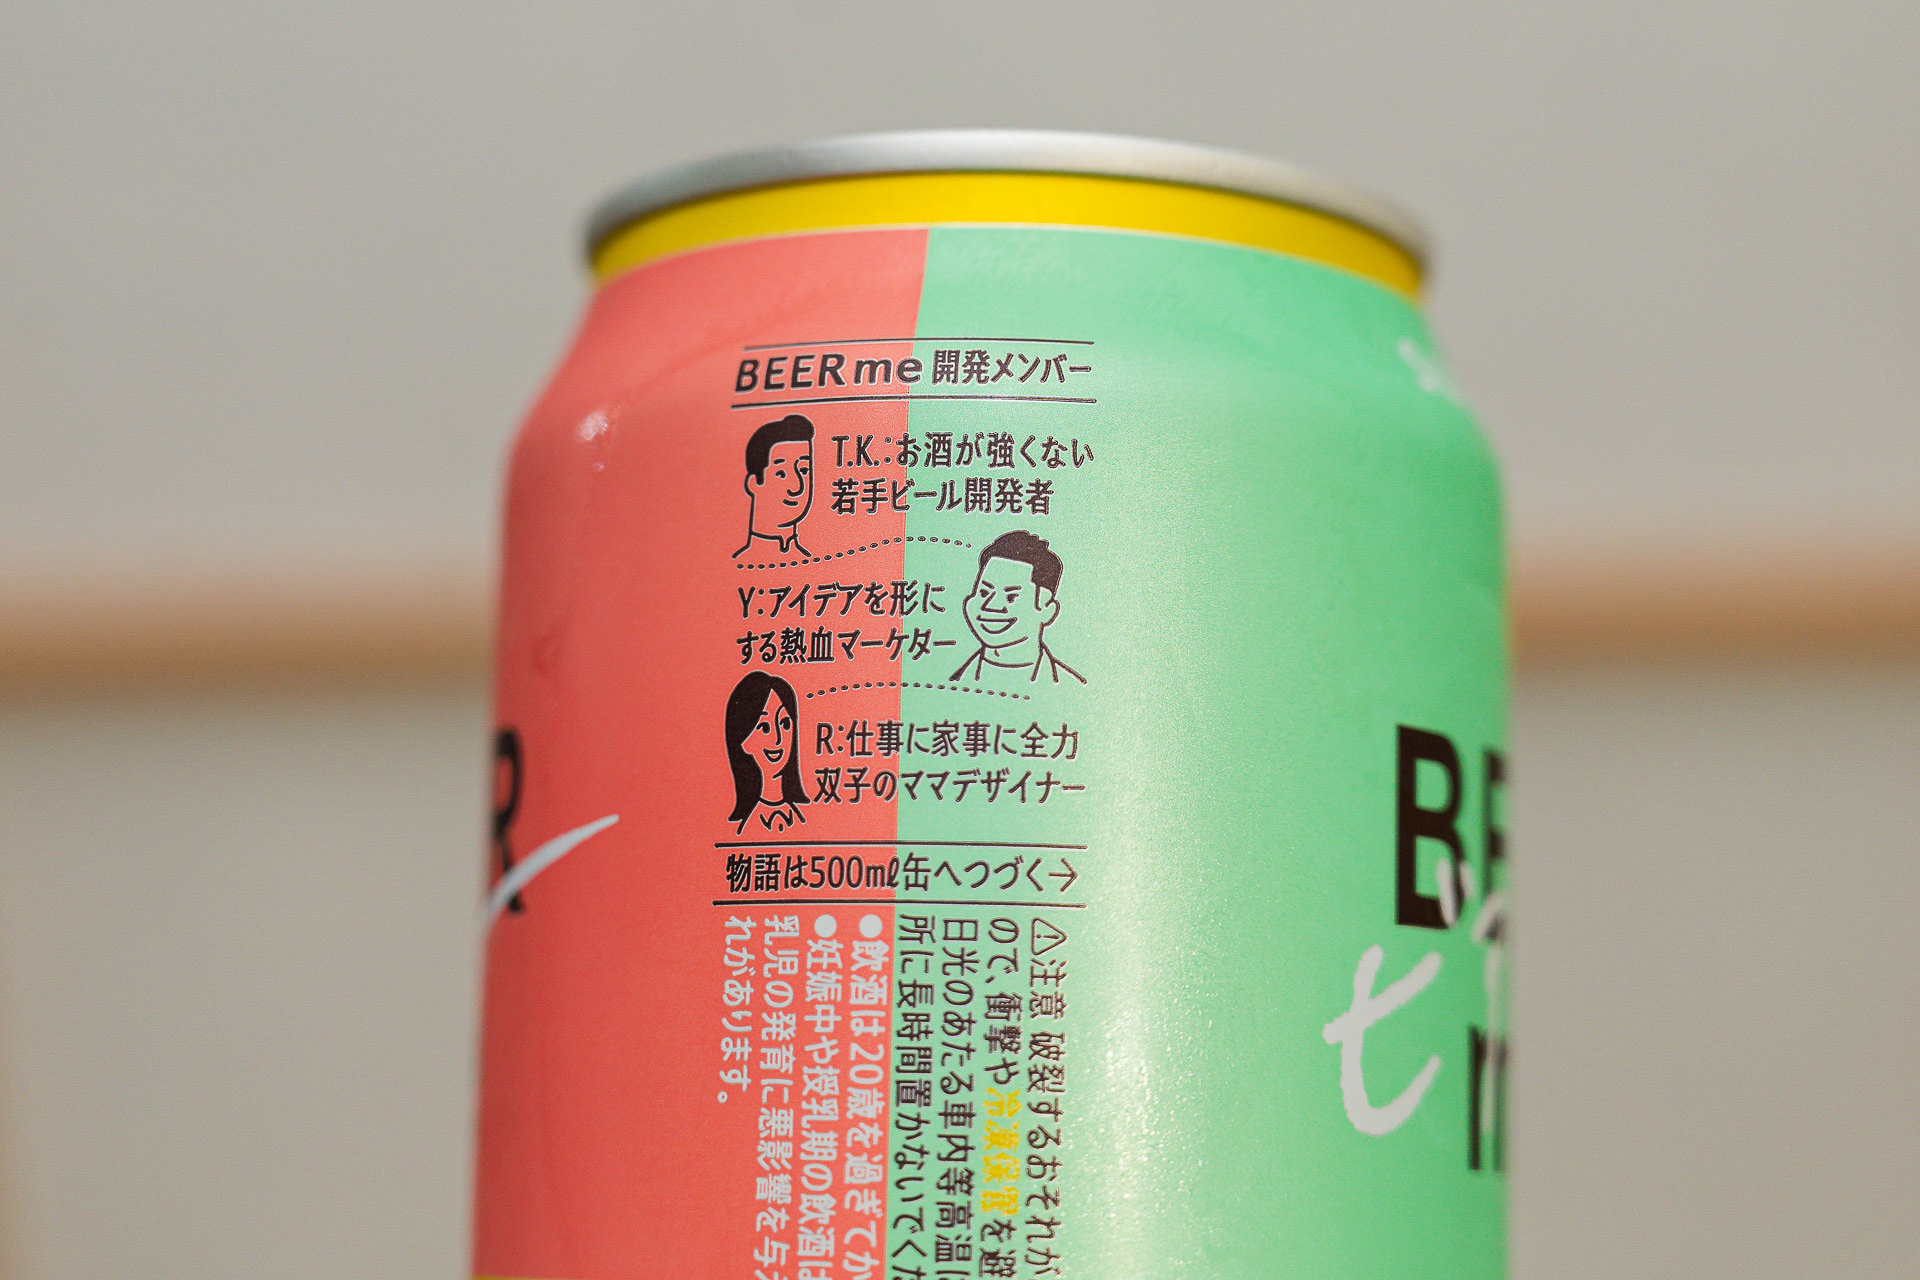 BEER me 開発メンバー
T.K.:お酒が強くない
若手ビール開発者
Y:アイデアを形に
する熱血マーケター
R:仕事に家事に全力
双子のママデザイナー
物語は500mℓ缶へつづく→
⚠注意 破裂するおそれが
ので、衝撃や冷凍保管を避
日光のあたる車内等高温に
所に長時間置かないでくだ
●飲酒は20歳を過ぎてか
●妊娠中や授乳期の飲酒は
乳児の発育に悪影響を与え
れがあります。
R
B